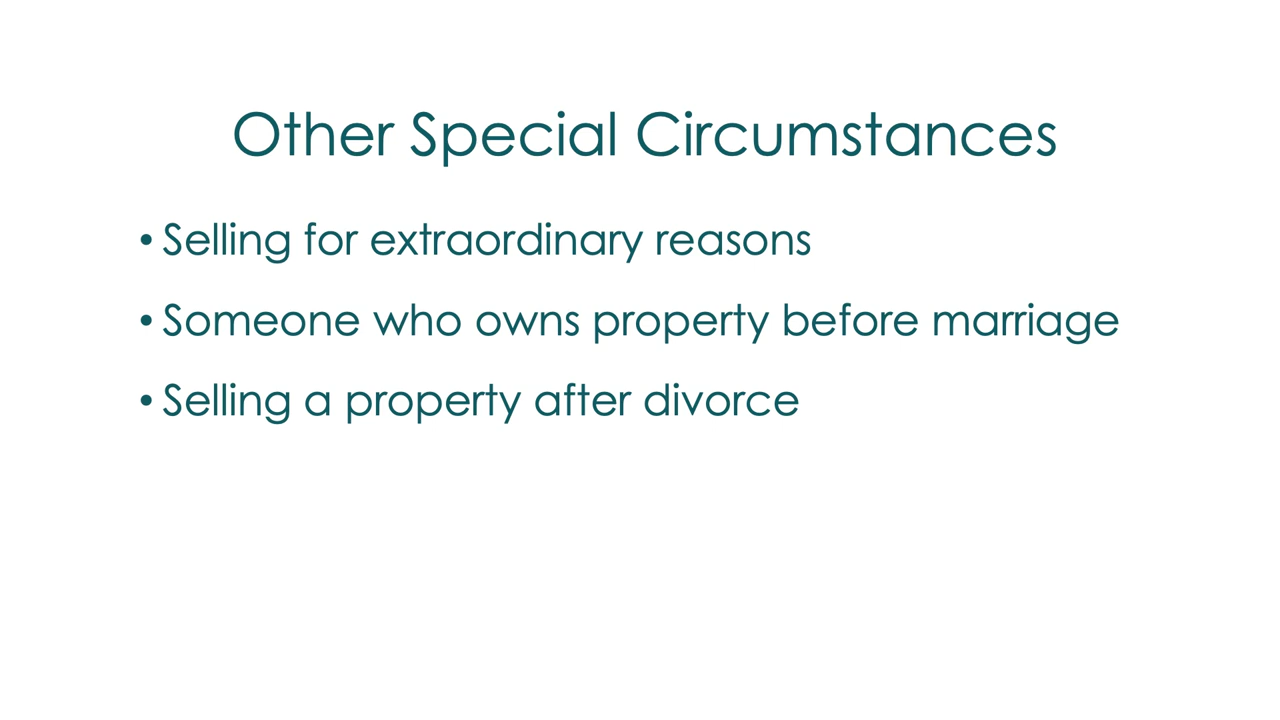 Other Special Circumstances
• Selling for extraordinary reasons
• Someone who owns property before marriage
• Selling a property after divorce